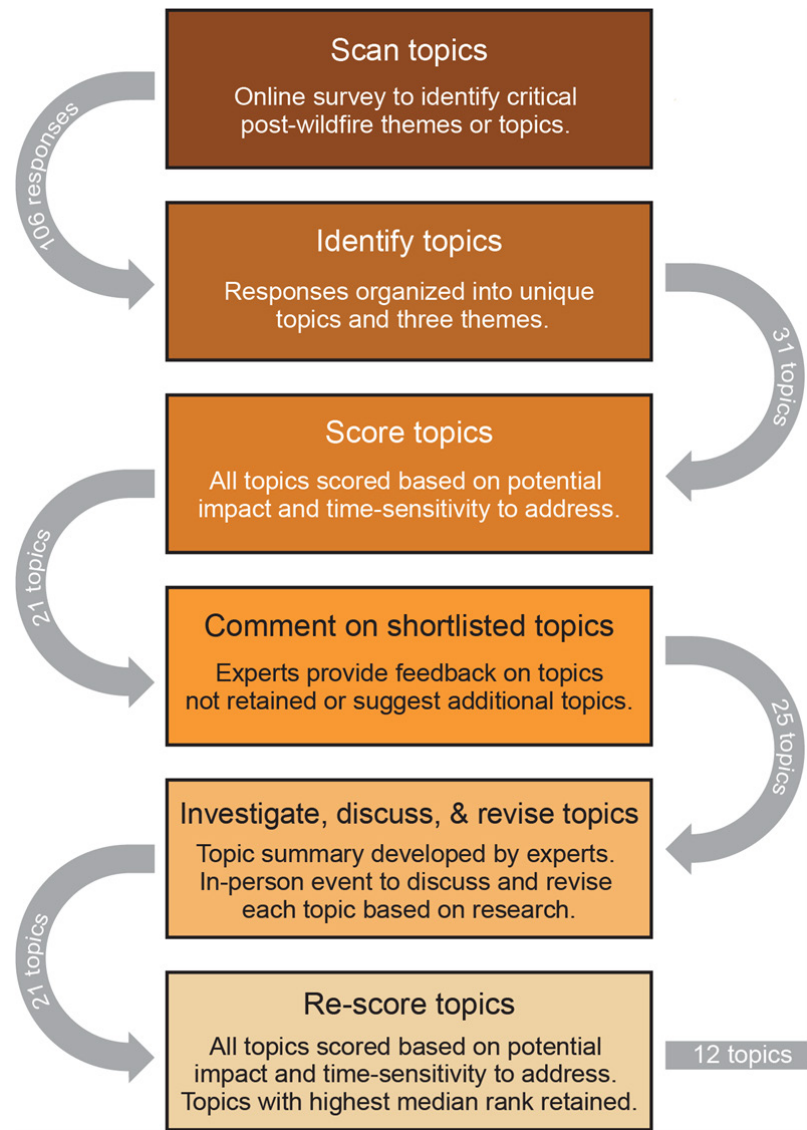 Scan topics
Online survey to identify critical
post-wildfire themes or topics.
106 responses
Identify topics
Responses organized into unique
topics and three themes.
31 topics
Score topics
All topics scored based on potential
impact and time-sensitivity to address.
21 topics
Comment on shortlisted topics
Experts provide feedback on topics
not retained or suggest additional topics.
25 topics
Investigate, discuss, & revise topics
Topic summary developed by experts.
In-person event to discuss and revise
each topic based on research.
21 topics
Re-score topics
All topics scored based on potential
impact and time-sensitivity to address.
Topics with highest median rank retained.
12 topics